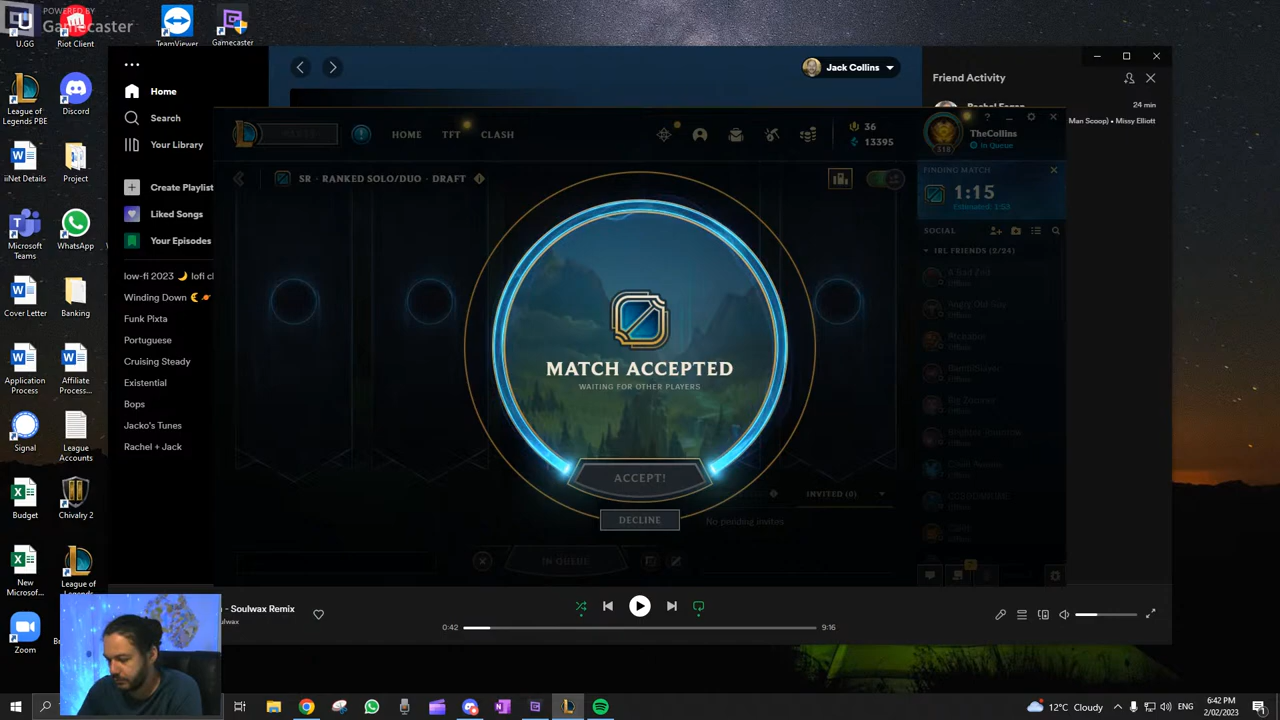 POWERED BY
Gamecaster
U.GG
Riot Client
TeamViewer
Gamecaster
League of
Legends PBE
Discord
iiNet Details
Project
Microsoft
Teams
WhatsApp
Cover Letter
Banking
Application
Process
Affiliate
Process...
Signal
League
Accounts
Budget
Chivalry 2
New
Microsof...
League of
Zoom
Home
Search
Your Library
Create Playlist
Liked Songs
Your Episodes
low-fi 2023
Winding Down
Funk Pixta
Portuguese
Cruising Steady
Existential
Bops
Jacko's Tunes
Rachel + Jack
Jack Collins
Friend Activity
24 min
Man Scoop) • Missy Elliott
HOME
TFT
CLASH
36
13395
318
TheCollins
In Queue
SR · RANKED SOLO/DUO · DRAFT
FINDING MATCH
1:15
SOCIAL
IRL FRIENDS (2/24)
MATCH ACCEPTED
WAITING FOR OTHER PLAYERS
ACCEPT!
DECLINE
INVITED (0)
No pending invites
IN QUEUE
- Soulwax Remix
ulwax
0:42
9:16
12°C Cloudy
ENG
6:42 PM
2/02/2023